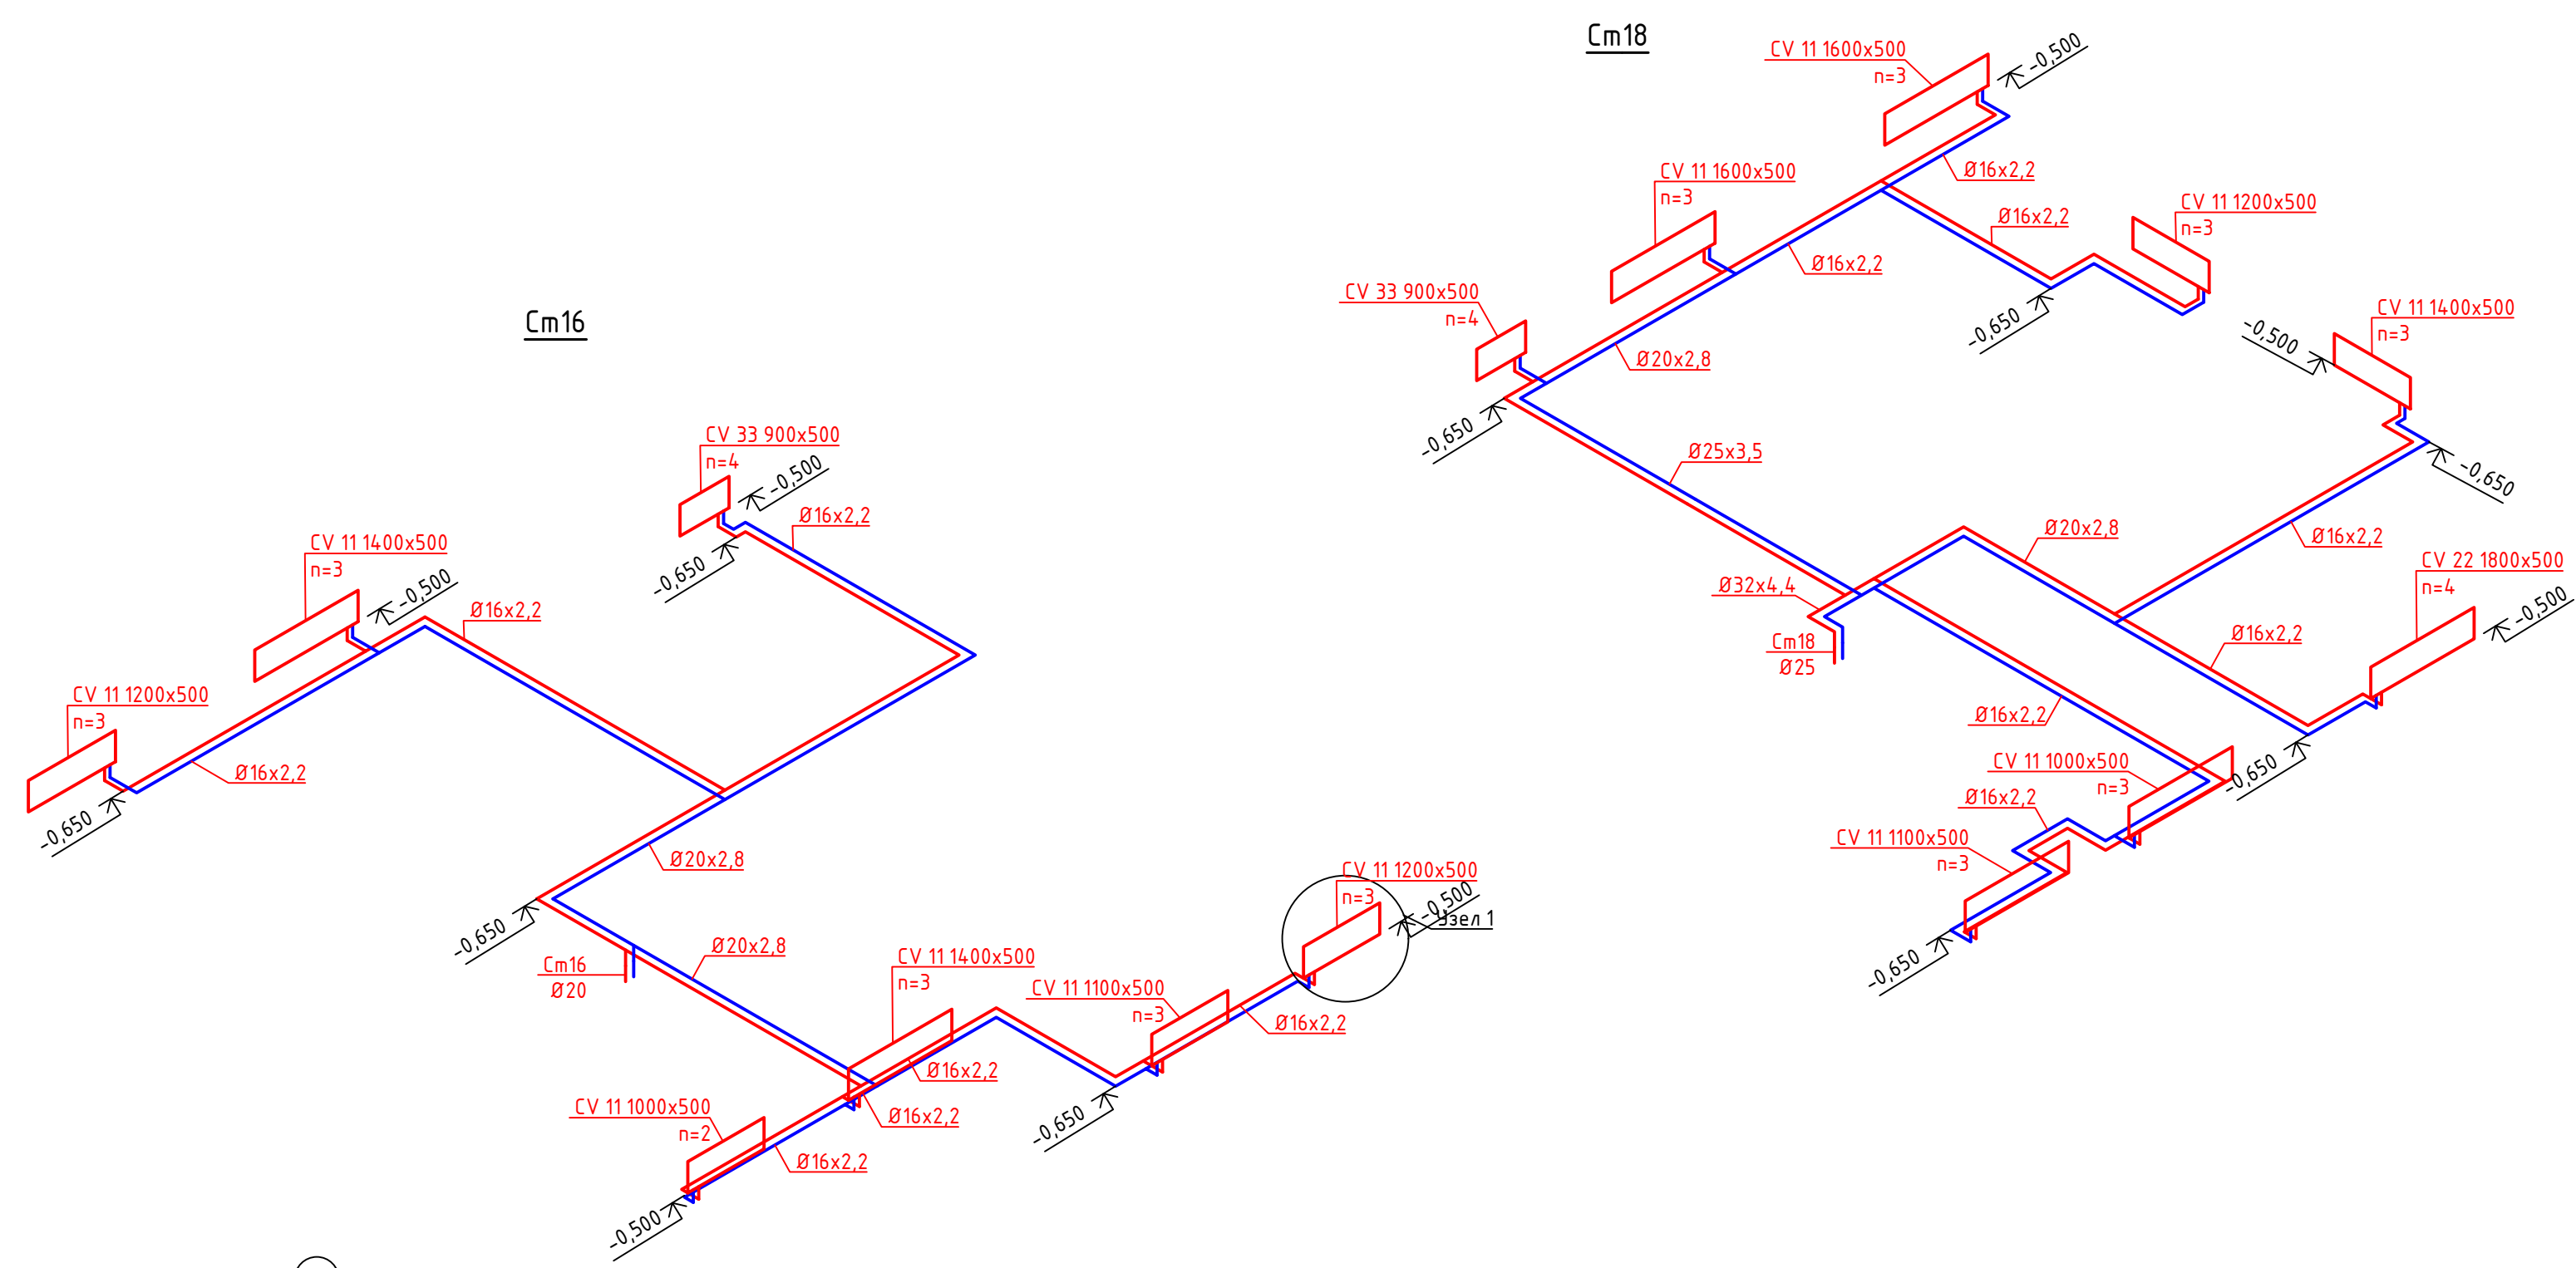 Ст18
CV 11 1600x500
n=3
-0,500
Ø16x2,2
CV 11 1600x500
n=3
Ø16x2,2
CV 11 1200x500
n=3
Ø16x2,2
-0,650
CV 33 900x500
n=4
Ø20x2,8
-0,650
CV 11 1400x500
n=3
-0,500
-0,650
Ø25x3,5
Ø20x2,8
Ø16x2,2
Ø32x4,4
Ст18
Ø25
CV 22 1800x500
n=4
-0,500
Ø16x2,2
-0,650
Ø16x2,2
CV 11 1000x500
n=3
Ø16x2,2
CV 11 1100x500
n=3
-0,650
Ст16
CV 33 900x500
n=4
-0,500
Ø16x2,2
-0,650
CV 11 1400x500
n=3
-0,500
Ø16x2,2
CV 11 1200x500
n=3
Ø16x2,2
-0,650
Ø20x2,8
-0,650
Ст16
Ø20
Ø20x2,8
CV 11 1400x500
n=3
Ø16x2,2
Ø16x2,2
CV 11 1100x500
n=3
Ø16x2,2
CV 11 1200x500
n=3
-0,500
Узел 1
-0,650
CV 11 1000x500
n=2
Ø16x2,2
-0,500